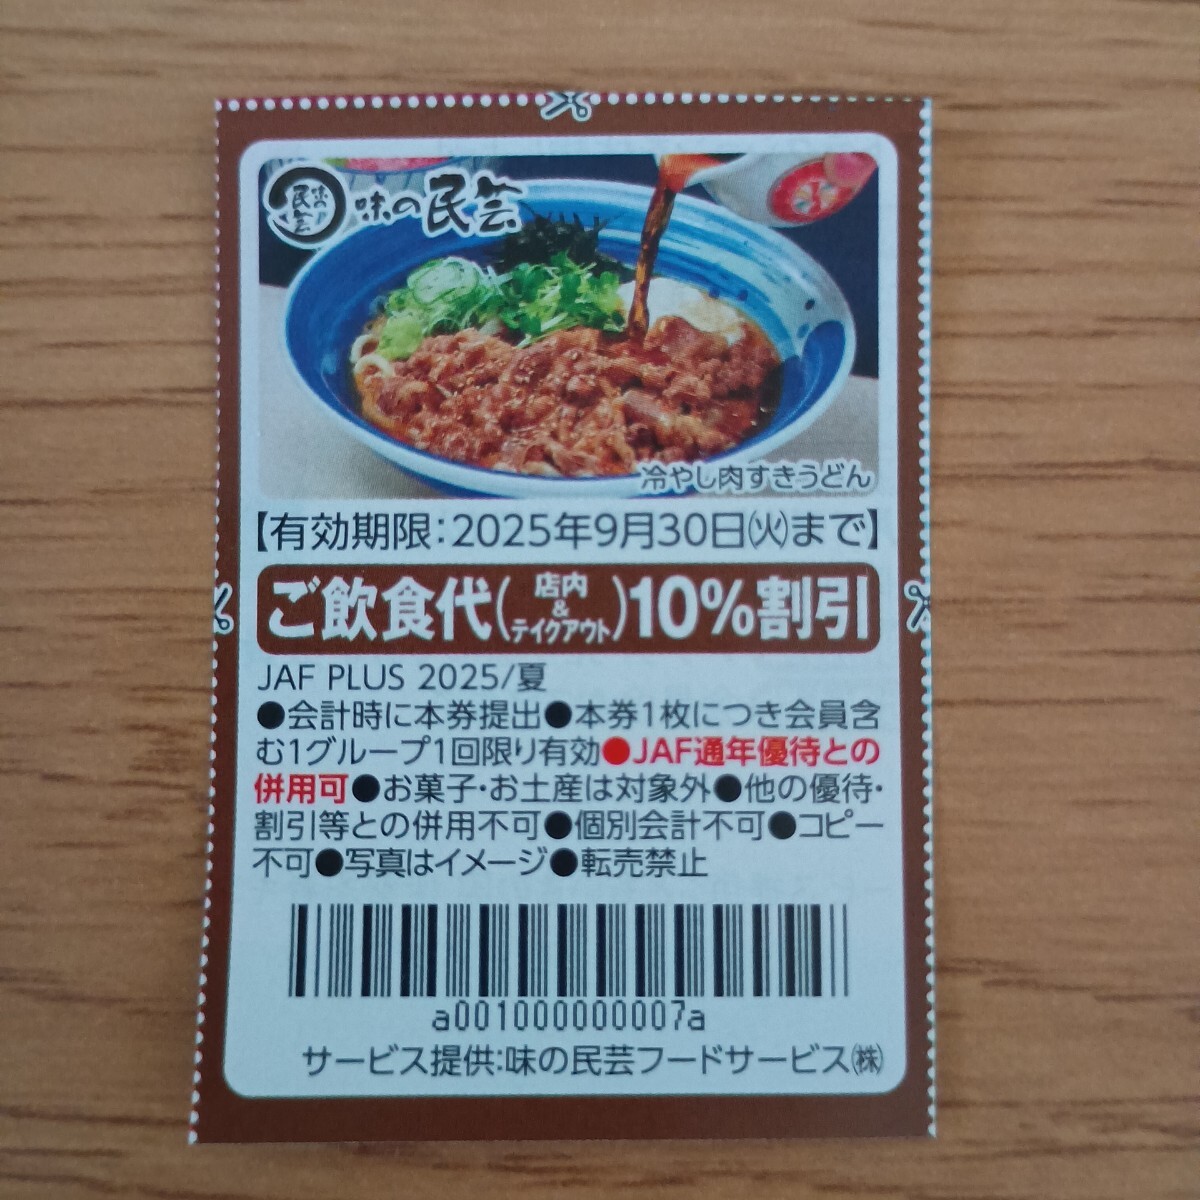 味の民芸
味の民芸
冷やし肉すきうどん
【有効期限:2025年9月30日㈫まで】
ご飲食代(店内&テイクアウト)10%割引
JAF PLUS 2025/夏
●会計時に本券提出●本券1枚につき会員含
む1グループ1回限り有効●JAF通年優待との
併用可●お菓子・お土産は対象外●他の優待・
割引等との併用不可●個別会計不可●コピー
不可●写真はイメージ●転売禁止
a001000000007a
サービス提供:味の民芸フードサービス㈱